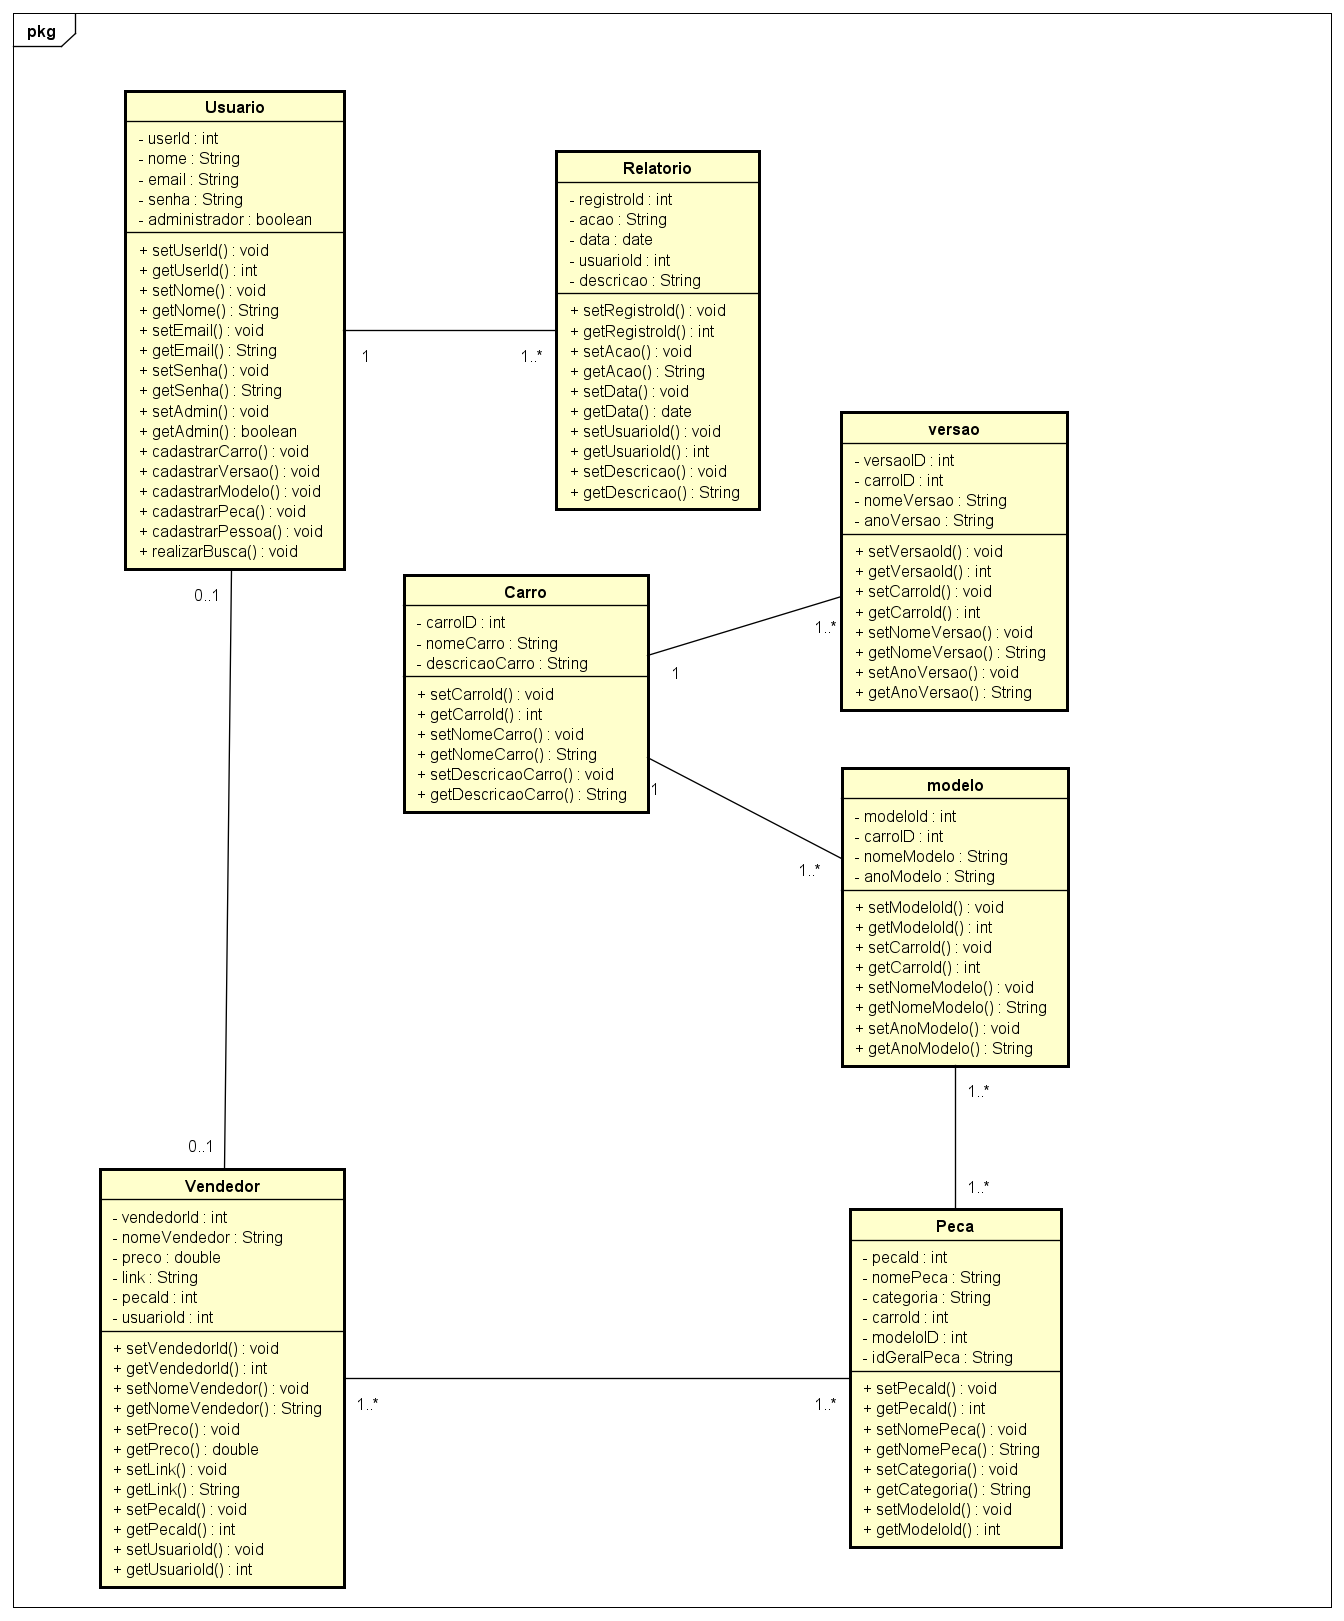 pkg
Usuario
- userId : int
- nome : String
- email : String
- senha : String
- administrador : boolean
+ setUserId() : void
+ getUserId() : int
+ setNome() : void
+ getNome() : String
+ setEmail() : void
+ getEmail() : String
+ setSenha() : void
+ getSenha() : String
+ setAdmin() : void
+ getAdmin() : boolean
+ cadastrarCarro() : void
+ cadastrarVersao() : void
+ cadastrarModelo() : void
+ cadastrarPeca() : void
+ cadastrarPessoa() : void
+ realizarBusca() : void
1
1..*
Relatorio
- registroId : int
- acao : String
- data : date
- usuarioId : int
- descricao : String
+ setRegistroId() : void
+ getRegistroId() : int
+ setAcao() : void
+ getAcao() : String
+ setData() : void
+ getData() : date
+ setUsuarioId() : void
+ getUsuarioId() : int
+ setDescricao() : void
+ getDescricao() : String
versao
- versaoID : int
- carroID : int
- nomeVersao : String
- anoVersao : String
+ setVersaoId() : void
+ getVersaoId() : int
+ setCarroId() : void
+ getCarroId() : int
+ setNomeVersao() : void
+ getNomeVersao() : String
+ setAnoVersao() : void
+ getAnoVersao() : String
0..1
Carro
- carroID : int
- nomeCarro : String
- descricaoCarro : String
+ setCarroId() : void
+ getCarroId() : int
+ setNomeCarro() : void
+ getNomeCarro() : String
+ setDescricaoCarro() : void
+ getDescricaoCarro() : String
1..*
1
1
1..*
modelo
- modeloId : int
- carroID : int
- nomeModelo : String
- anoModelo : String
+ setModeloId() : void
+ getModeloId() : int
+ setCarroId() : void
+ getCarroId() : int
+ setNomeModelo() : void
+ getNomeModelo() : String
+ setAnoModelo() : void
+ getAnoModelo() : String
1..*
1..*
0..1
Vendedor
- vendedorId : int
- nomeVendedor : String
- preco : double
- link : String
- pecaId : int
- usuarioId : int
+ setVendedorId() : void
+ getVendedorId() : int
+ setNomeVendedor() : void
+ getNomeVendedor() : String
+ setPreco() : void
+ getPreco() : double
+ setLink() : void
+ getLink() : String
+ setPecaId() : void
+ getPecaId() : int
+ setUsuarioId() : void
+ getUsuarioId() : int
1..*
1..*
Peca
- pecaId : int
- nomePeca : String
- categoria : String
- carroId : int
- modeloID : int
- idGeralPeca : String
+ setPecaId() : void
+ getPecaId() : int
+ setNomePeca() : void
+ getNomePeca() : String
+ setCategoria() : void
+ getCategoria() : String
+ setModeloId() : void
+ getModeloId() : int